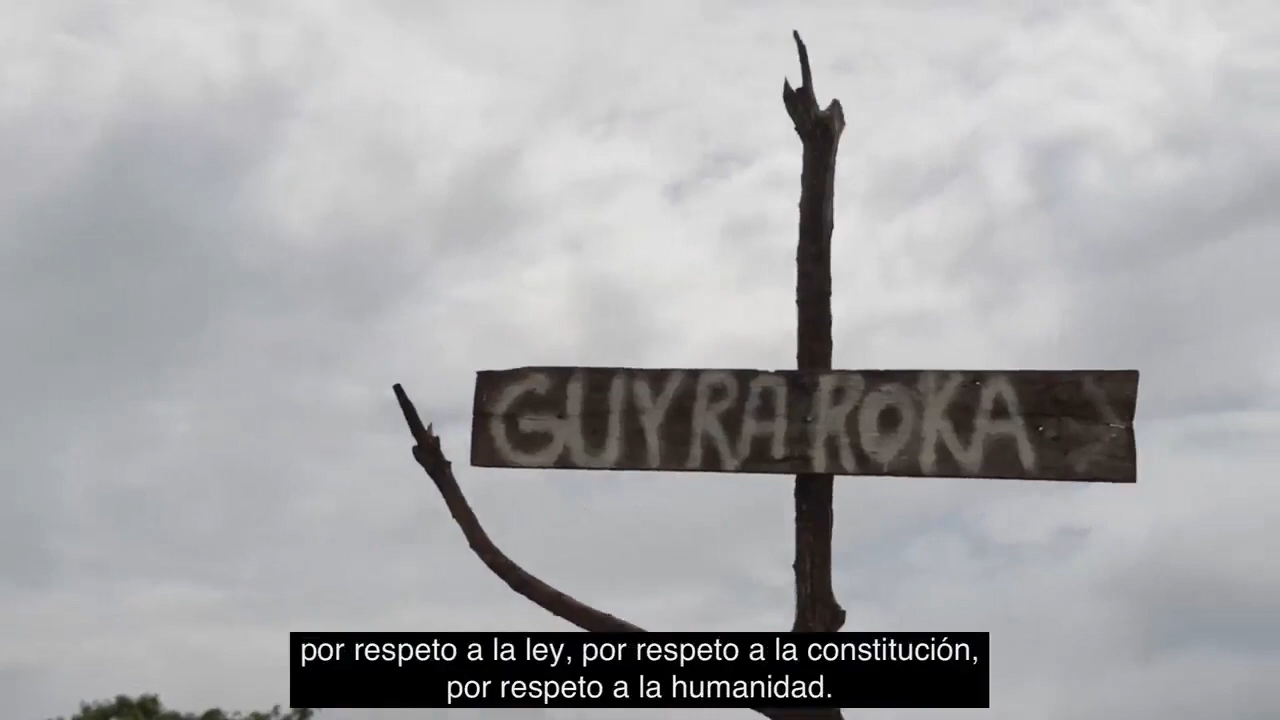 GUYRA ROKA
por respeto a la ley, por respeto a la constitución,
por respeto a la humanidad.